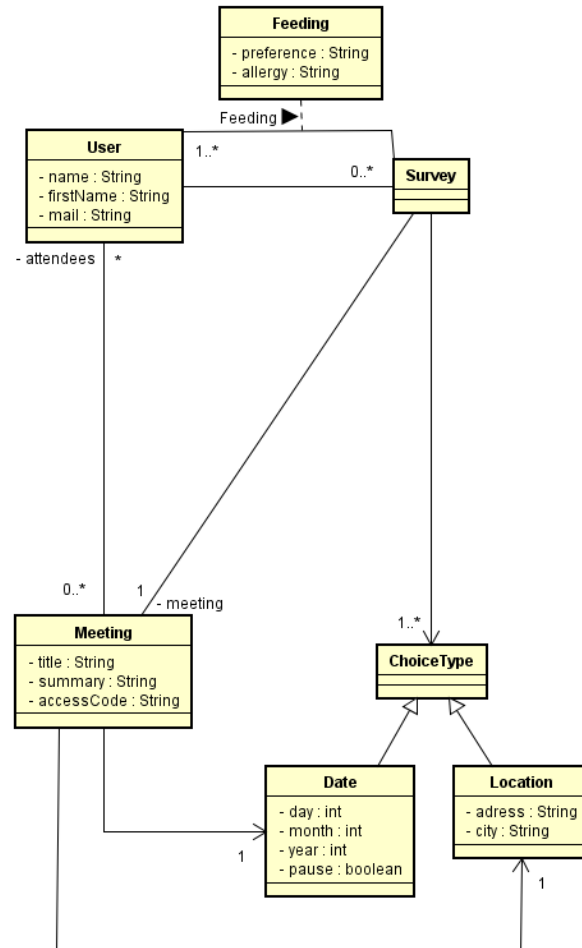 Feeding
- preference : String
- allergy : String
Feeding ▶
User
- name : String
- firstName : String
- mail : String
1..*
0..*
Survey
- attendees
*
0..*
1
- meeting
Meeting
- title : String
- summary : String
- accessCode : String
1..*
ChoiceType
Date
- day : int
- month : int
- year : int
- pause : boolean
1
Location
- adress : String
- city : String
1